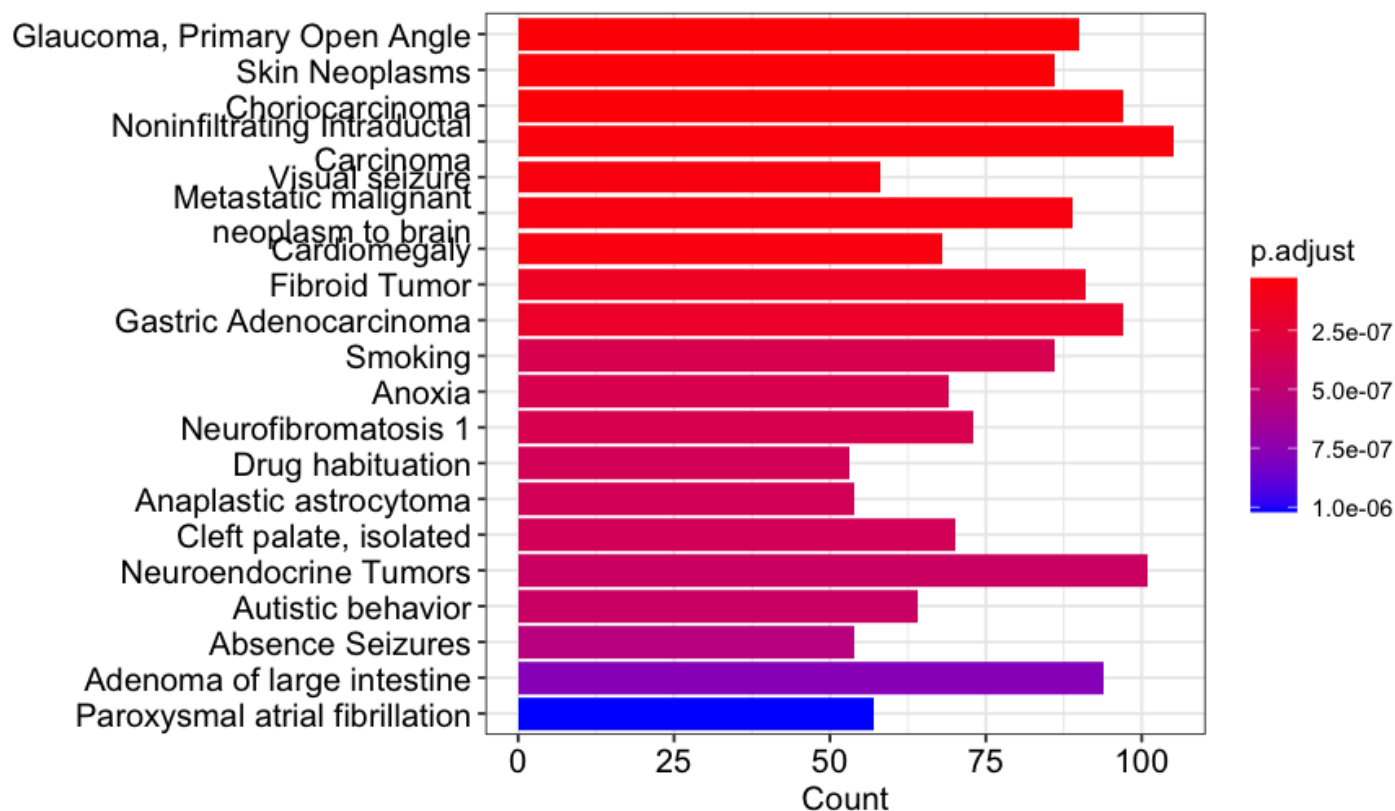 Glaucoma, Primary Open Angle
Skin Neoplasms
Choriocarcinoma
Noninfiltrating Intraductal
Carcinoma
Visual seizure
Metastatic malignant
neoplasm to brain
Cardiomegaly
Fibroid Tumor
Gastric Adenocarcinoma
Smoking
Anoxia
Neurofibromatosis 1
Drug habituation
Anaplastic astrocytoma
Cleft palate, isolated
Neuroendocrine Tumors
Autistic behavior
Absence Seizures
Adenoma of large intestine
Paroxysmal atrial fibrillation
0 25 50 75 100
Count
p.adjust
2.5e-07
5.0e-07
7.5e-07
1.0e-06